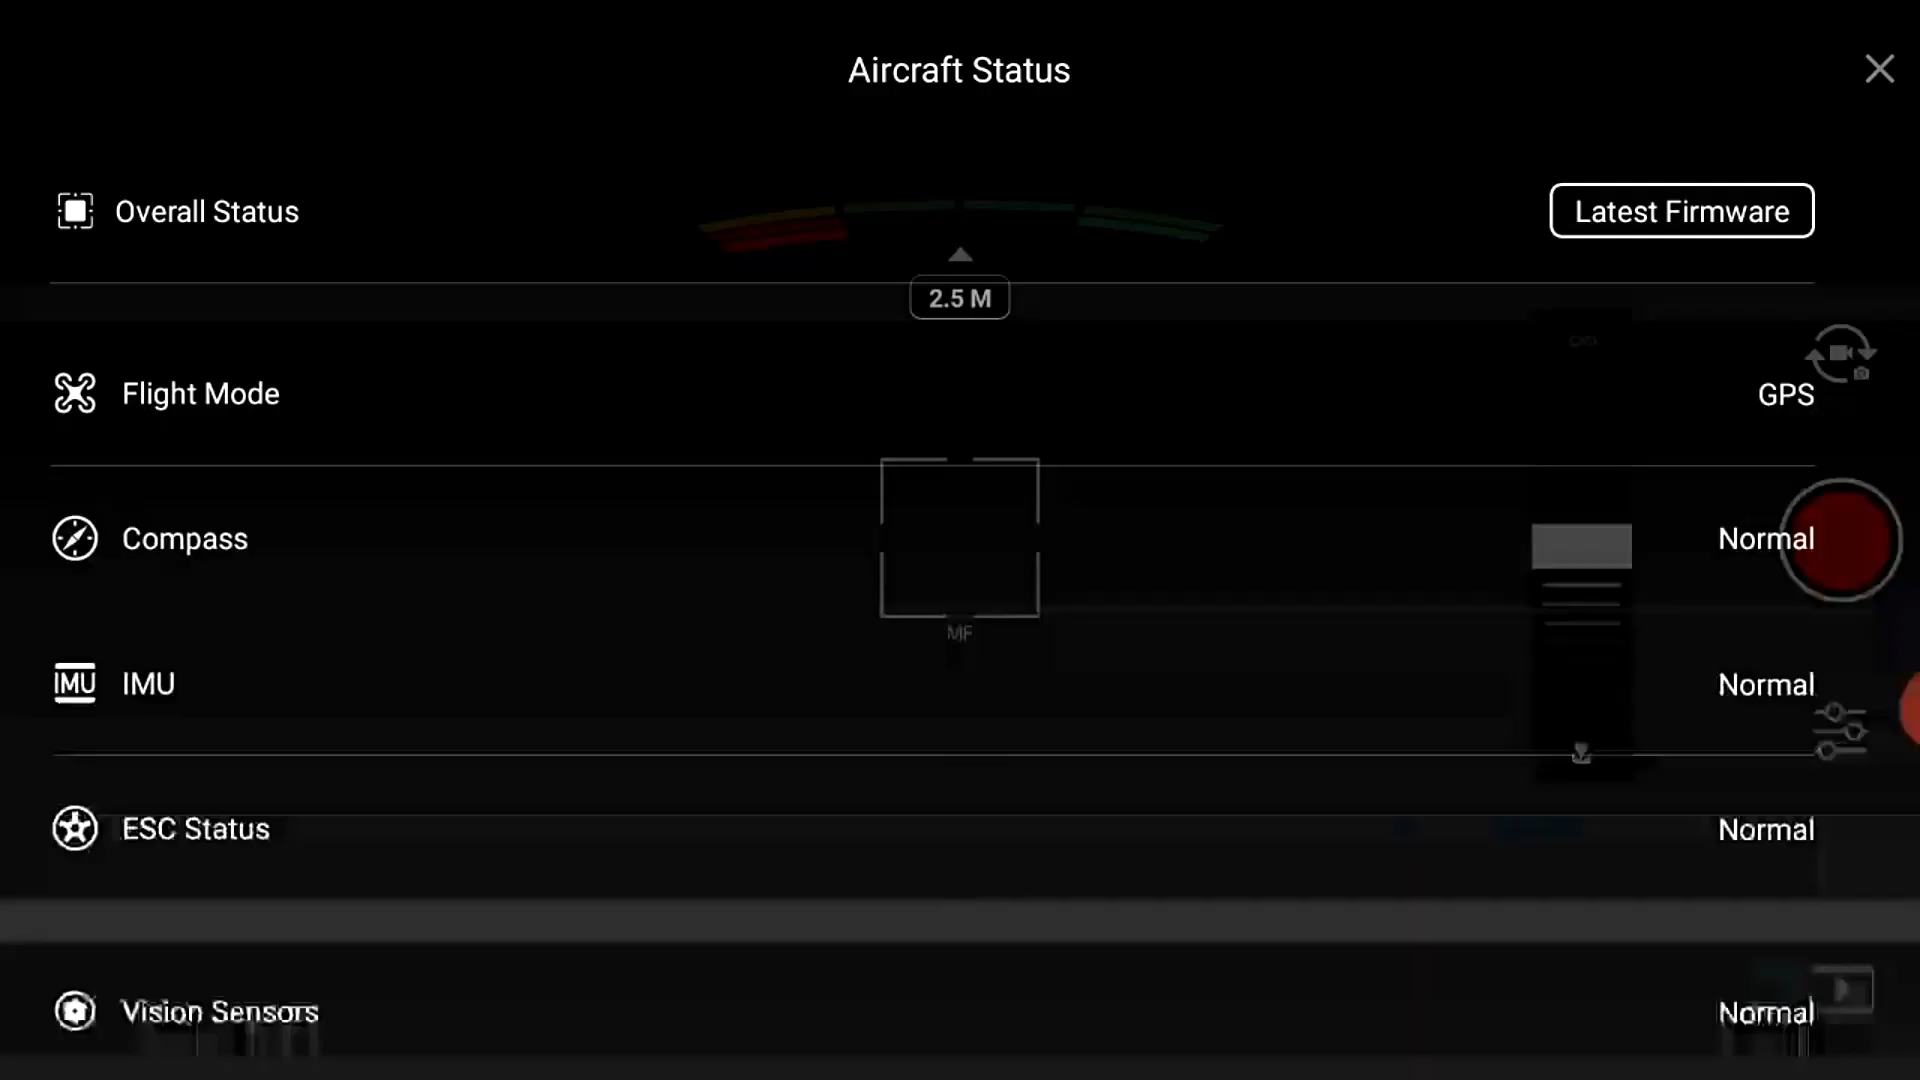 Aircraft Status
Overall Status
Latest Firmware
2.5 M
Flight Mode
GPS
Compass
Normal
MF
IMU IMU
Normal
ESC Status
Normal
Vision Sensors
Normal